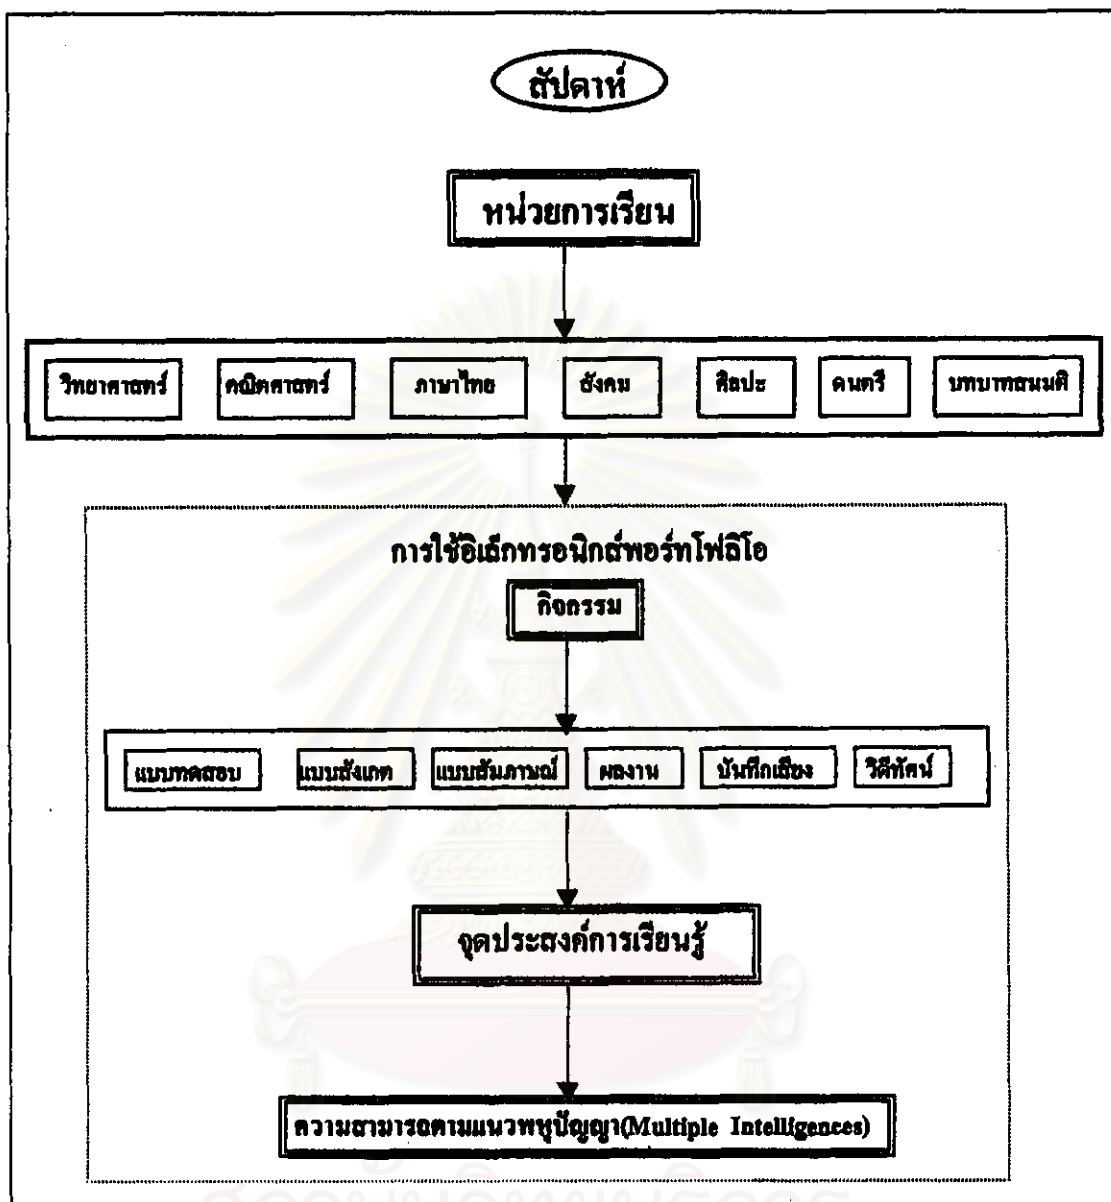 สัปดาห์
หน่วยการเรียน
วิทยาศาสตร์ คณิตศาสตร์ ภาษาไทย สังคม ศิลปะ ดนตรี บทบาทสมมติ
การใช้อิเล็กทรอนิกส์พอร์ทโฟลิโอ
กิจกรรม
แบบทดสอบ แบบสังเกต แบบสัมภาษณ์ ผลงาน บันทึกเสียง วิดีทัศน์
จุดประสงค์การเรียนรู้
ความสามารถตามแนวพหุปัญญา(Multiple Intelligences)